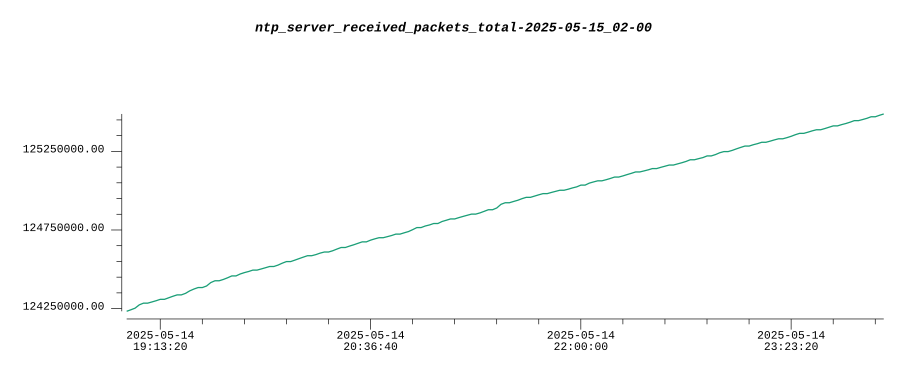 ntp_server_received_packets_total-2025-05-15_02-00
125250000.00
124750000.00
124250000.00
2025-05-14 2025-05-14 2025-05-14 2025-05-14
19:13:20 20:36:40 22:00:00 23:23:20